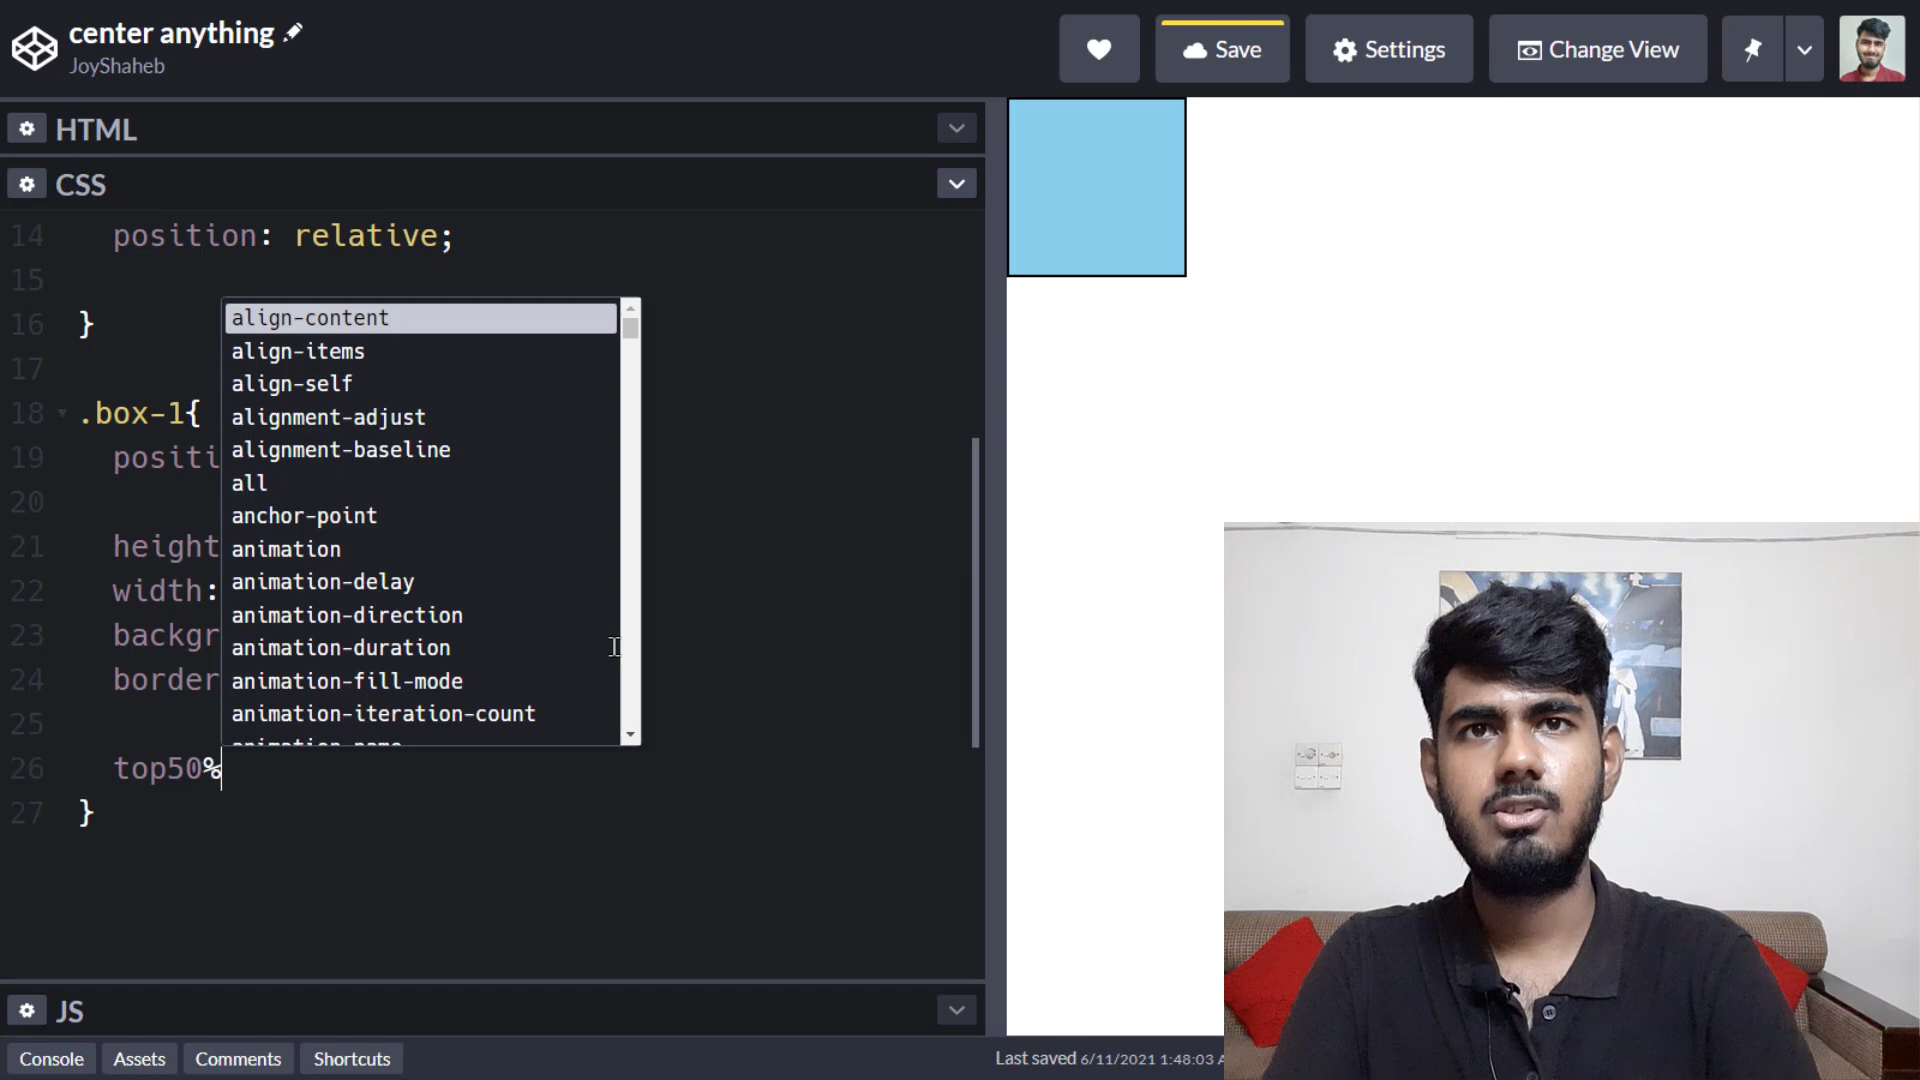 center anything
JoyShaheb
Save
Settings
Change View
HTML
CSS
14 position: relative;
15
16 }
17
18 .box-1{
19 positi
20
21 height
22 width:
23 backgr
24 border
25
26 top50%
27 }
align-content
align-items
align-self
alignment-adjust
alignment-baseline
all
anchor-point
animation
animation-delay
animation-direction
animation-duration
animation-fill-mode
animation-iteration-count
animation-name
JS
Console
Assets
Comments
Shortcuts
Last saved 6/11/2021 1:48:03 A